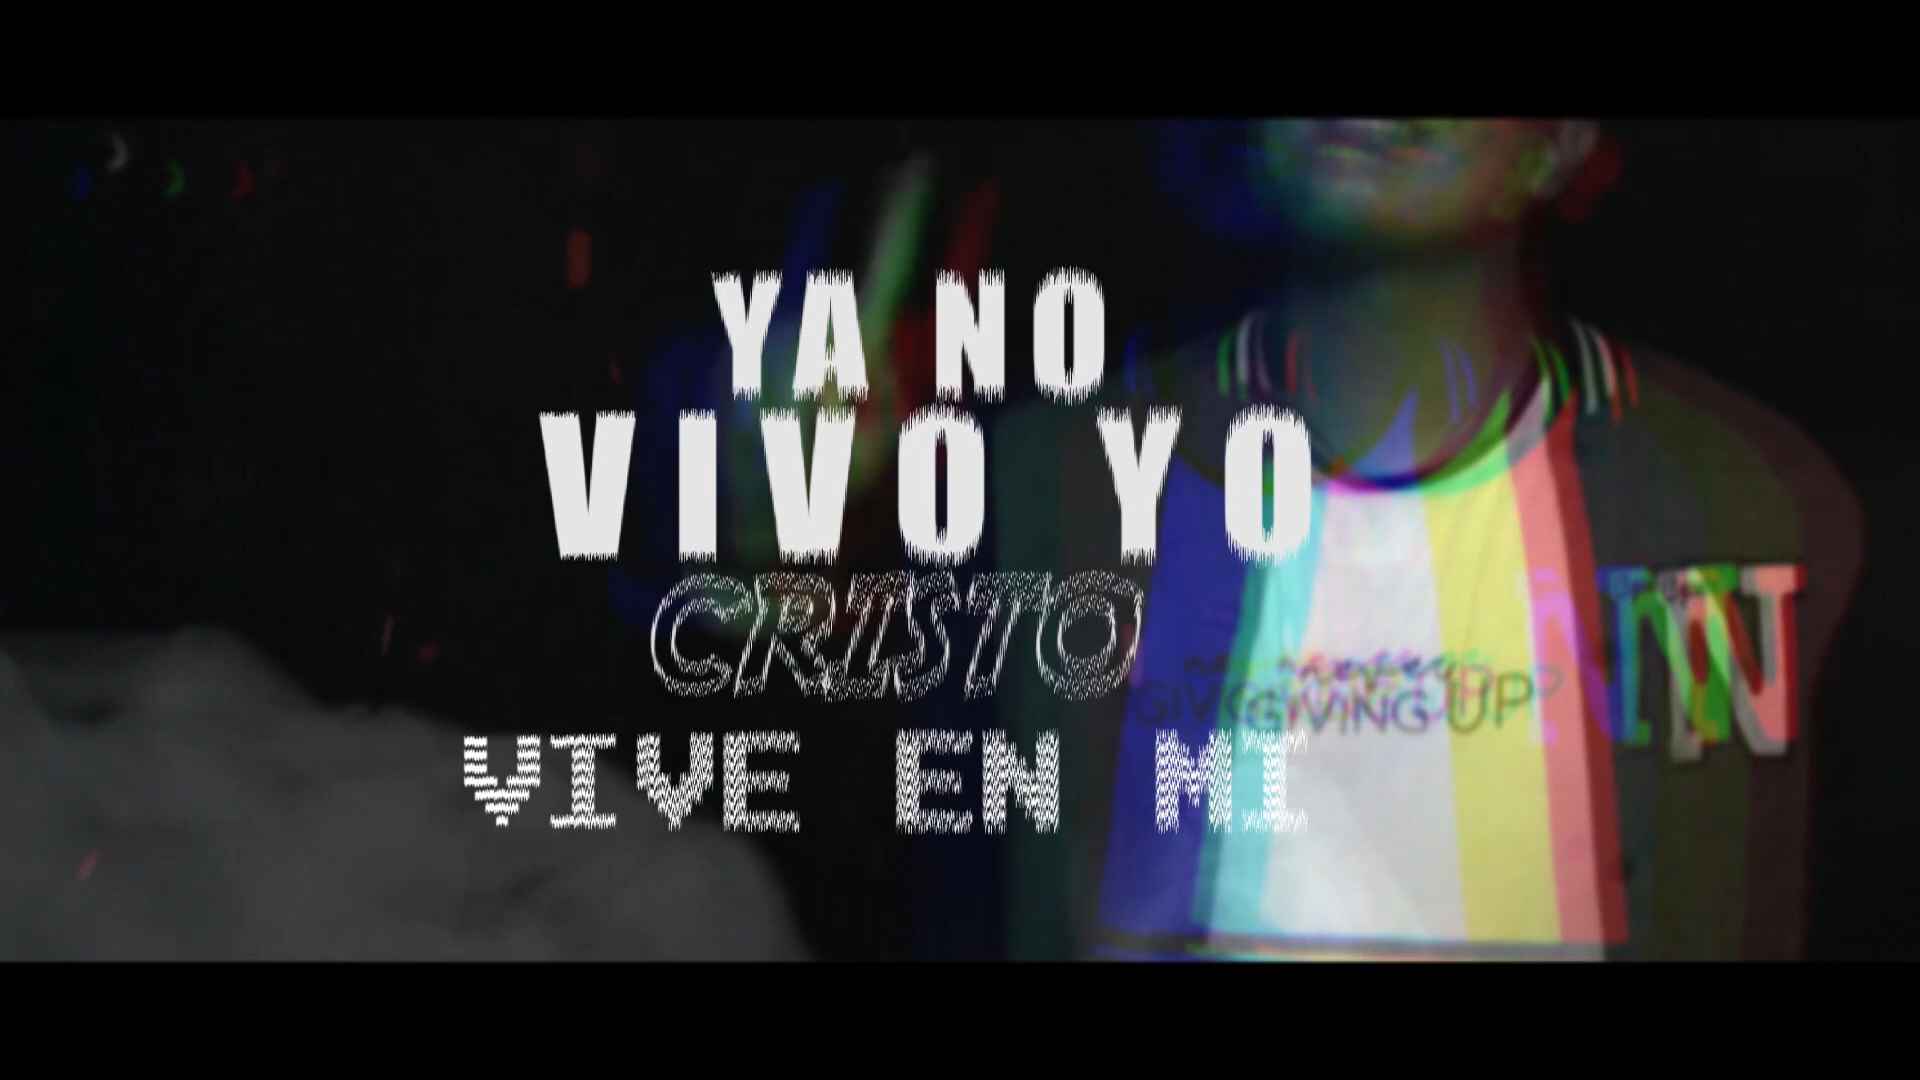 YA NO
VIVO YO
CRISTO
VIVE EN MI
GIVING UP
N